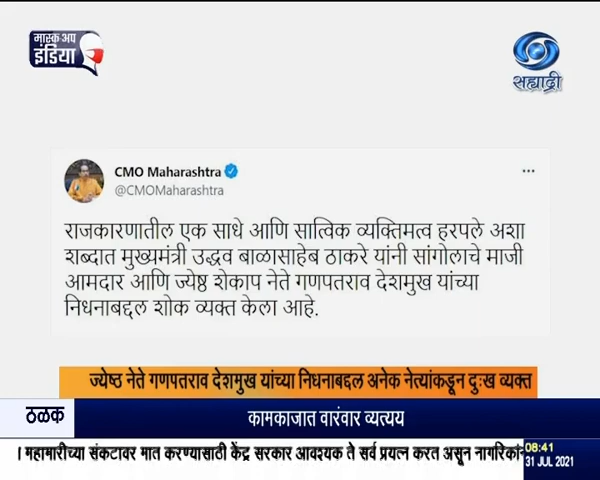 मास्क अप
इंडिया
सह्याद्री
CMO Maharashtra
@CMOMaharashtra
राजकारणातील एक साधे आणि सात्विक व्यक्तिमत्व हरपले अशा
शब्दात मुख्यमंत्री उद्धव बाळासाहेब ठाकरे यांनी सांगोलाचे माजी
आमदार आणि ज्येष्ठ शेकाप नेते गणपतराव देशमुख यांच्या
निधनाबद्दल शोक व्यक्त केला आहे.
ज्येष्ठ नेते गणपतराव देशमुख यांच्या निधनाबद्दल अनेक नेत्यांकडून दुःख व्यक्त
ठळक
कामकाजात वारंवार व्यत्यय
। महामारीच्या संकटावर मात करण्यासाठी केंद्र सरकार आवश्यक ते सर्व प्रयत्न करत असून नागरिकां
08:41
31 JUL 2021